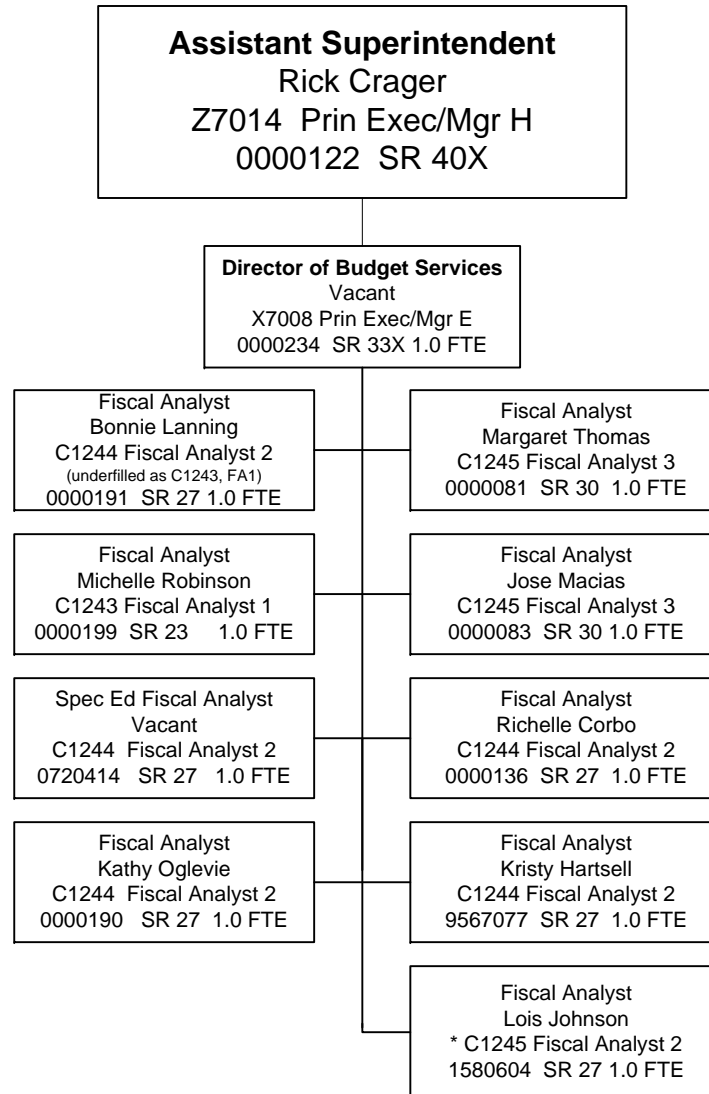 Assistant Superintendent
Rick Crager
Z7014 Prin Exec/Mgr H
0000122 SR 40X
Director of Budget Services
Vacant
X7008 Prin Exec/Mgr E
0000234 SR 33X 1.0 FTE
Fiscal Analyst
Bonnie Lanning
C1244 Fiscal Analyst 2
(underfilled as C1243, FA1)
0000191 SR 27 1.0 FTE
Fiscal Analyst
Margaret Thomas
C1245 Fiscal Analyst 3
0000081 SR 30 1.0 FTE
Fiscal Analyst
Michelle Robinson
C1243 Fiscal Analyst 1
0000199 SR 23 1.0 FTE
Fiscal Analyst
Jose Macias
C1245 Fiscal Analyst 3
0000083 SR 30 1.0 FTE
Spec Ed Fiscal Analyst
Vacant
C1244 Fiscal Analyst 2
0720414 SR 27 1.0 FTE
Fiscal Analyst
Richelle Corbo
C1244 Fiscal Analyst 2
0000136 SR 27 1.0 FTE
Fiscal Analyst
Kathy Oglevie
C1244 Fiscal Analyst 2
0000190 SR 27 1.0 FTE
Fiscal Analyst
Kristy Hartsell
C1244 Fiscal Analyst 2
9567077 SR 27 1.0 FTE
Fiscal Analyst
Lois Johnson
* C1245 Fiscal Analyst 2
1580604 SR 27 1.0 FTE